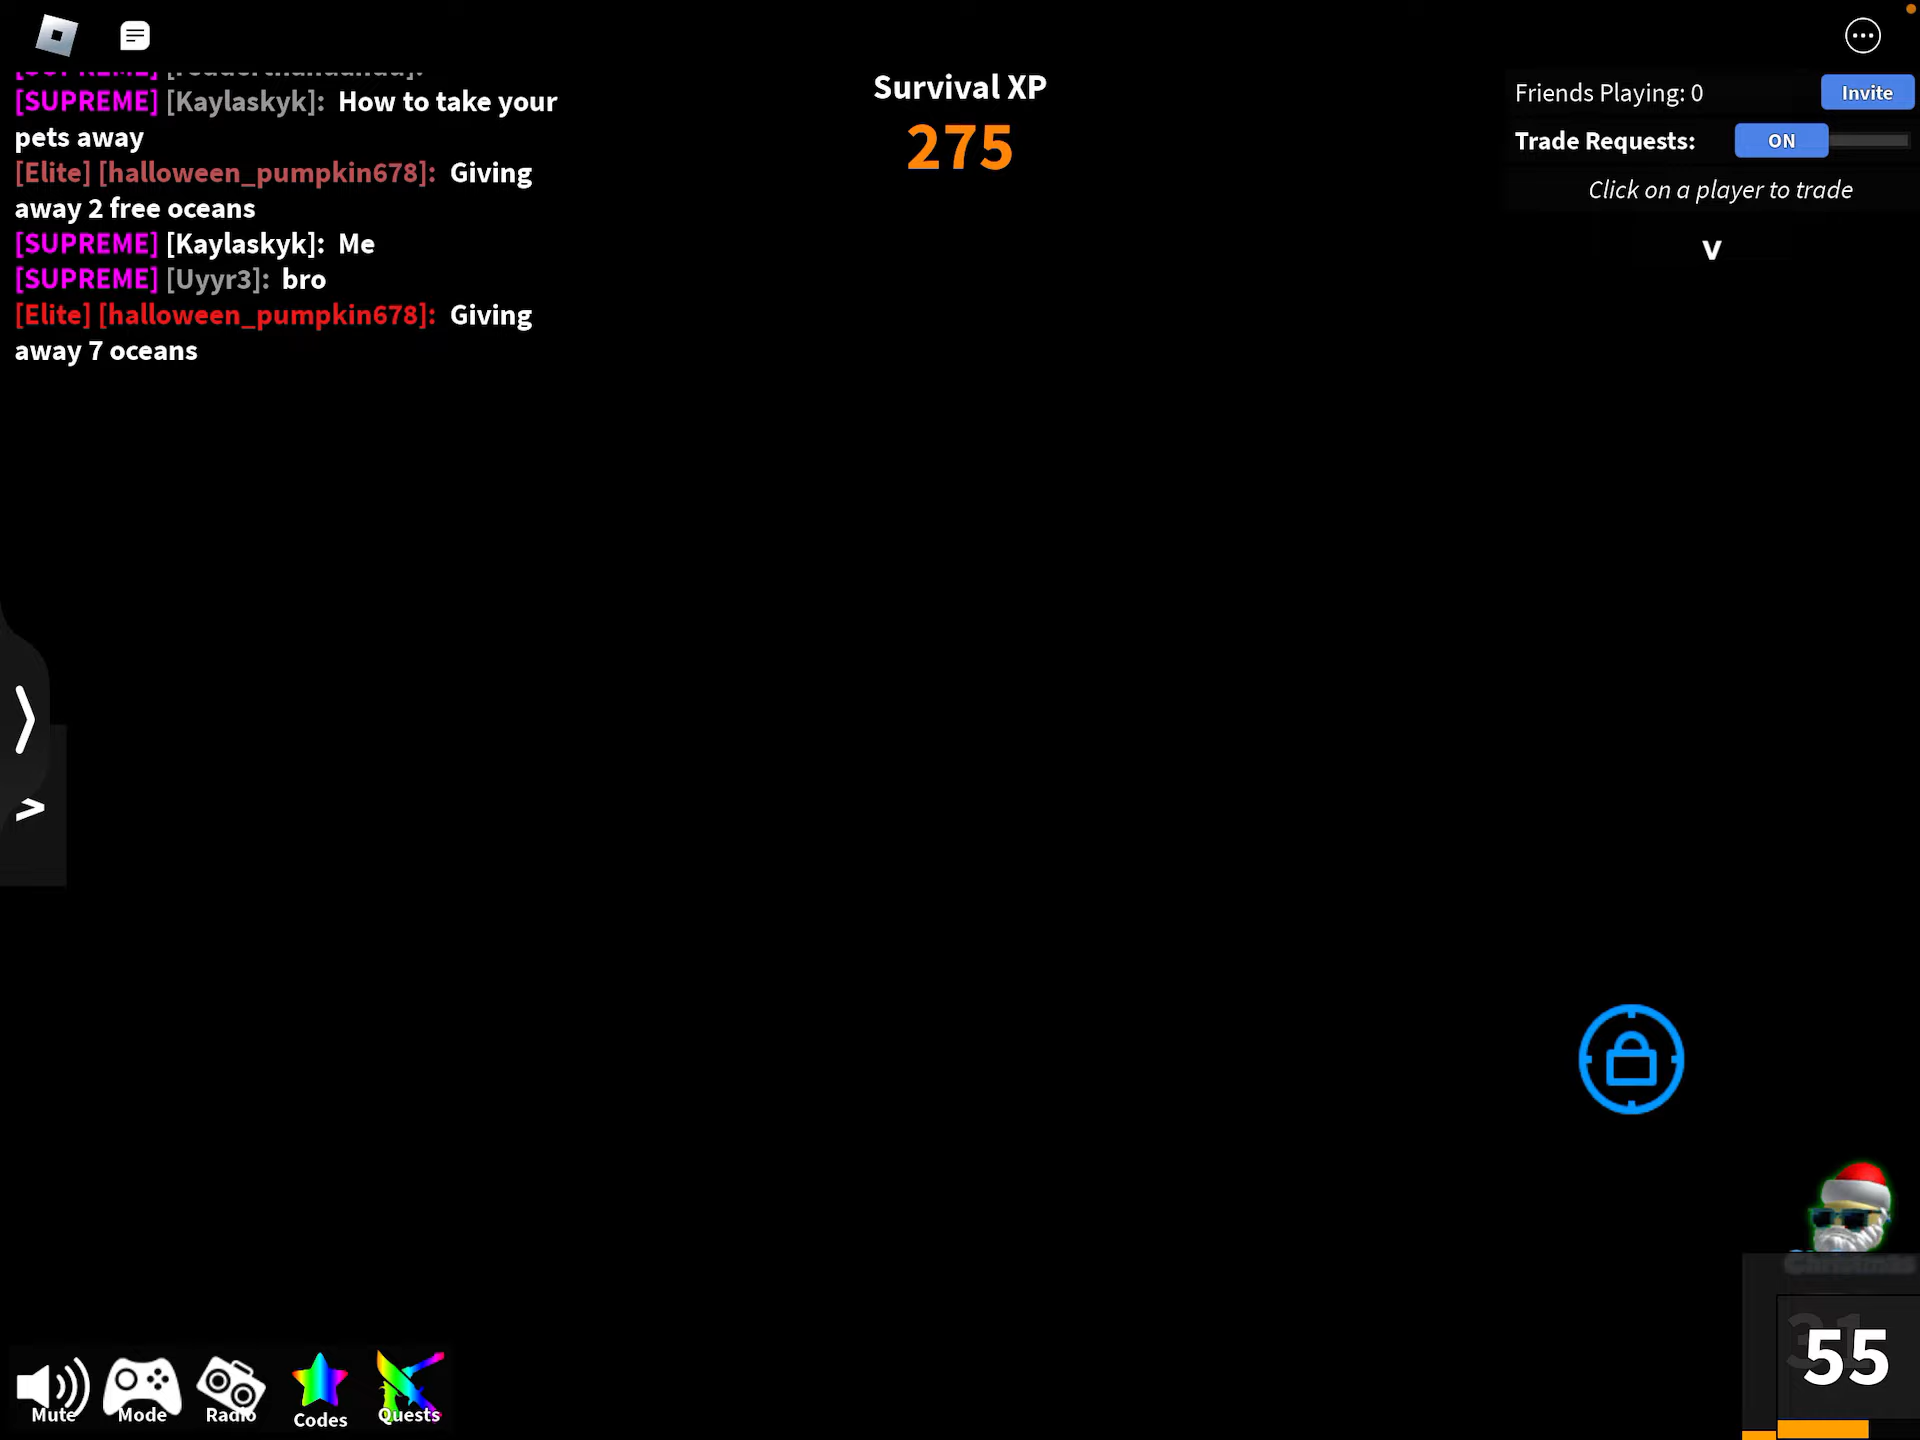 [SUPREME] [Kaylaskyk]: How to take your
pets away
[Elite] [halloween_pumpkin678]: Giving
away 2 free oceans
[SUPREME] [Kaylaskyk]: Me
[SUPREME] [Uyyr3]: bro
[Elite] [halloween_pumpkin678]: Giving
away 7 oceans
Survival XP
275
Friends Playing: 0
Invite
Trade Requests:
ON
Click on a player to trade
v
>
Mute
Mode
Radio
Codes
Quests
55